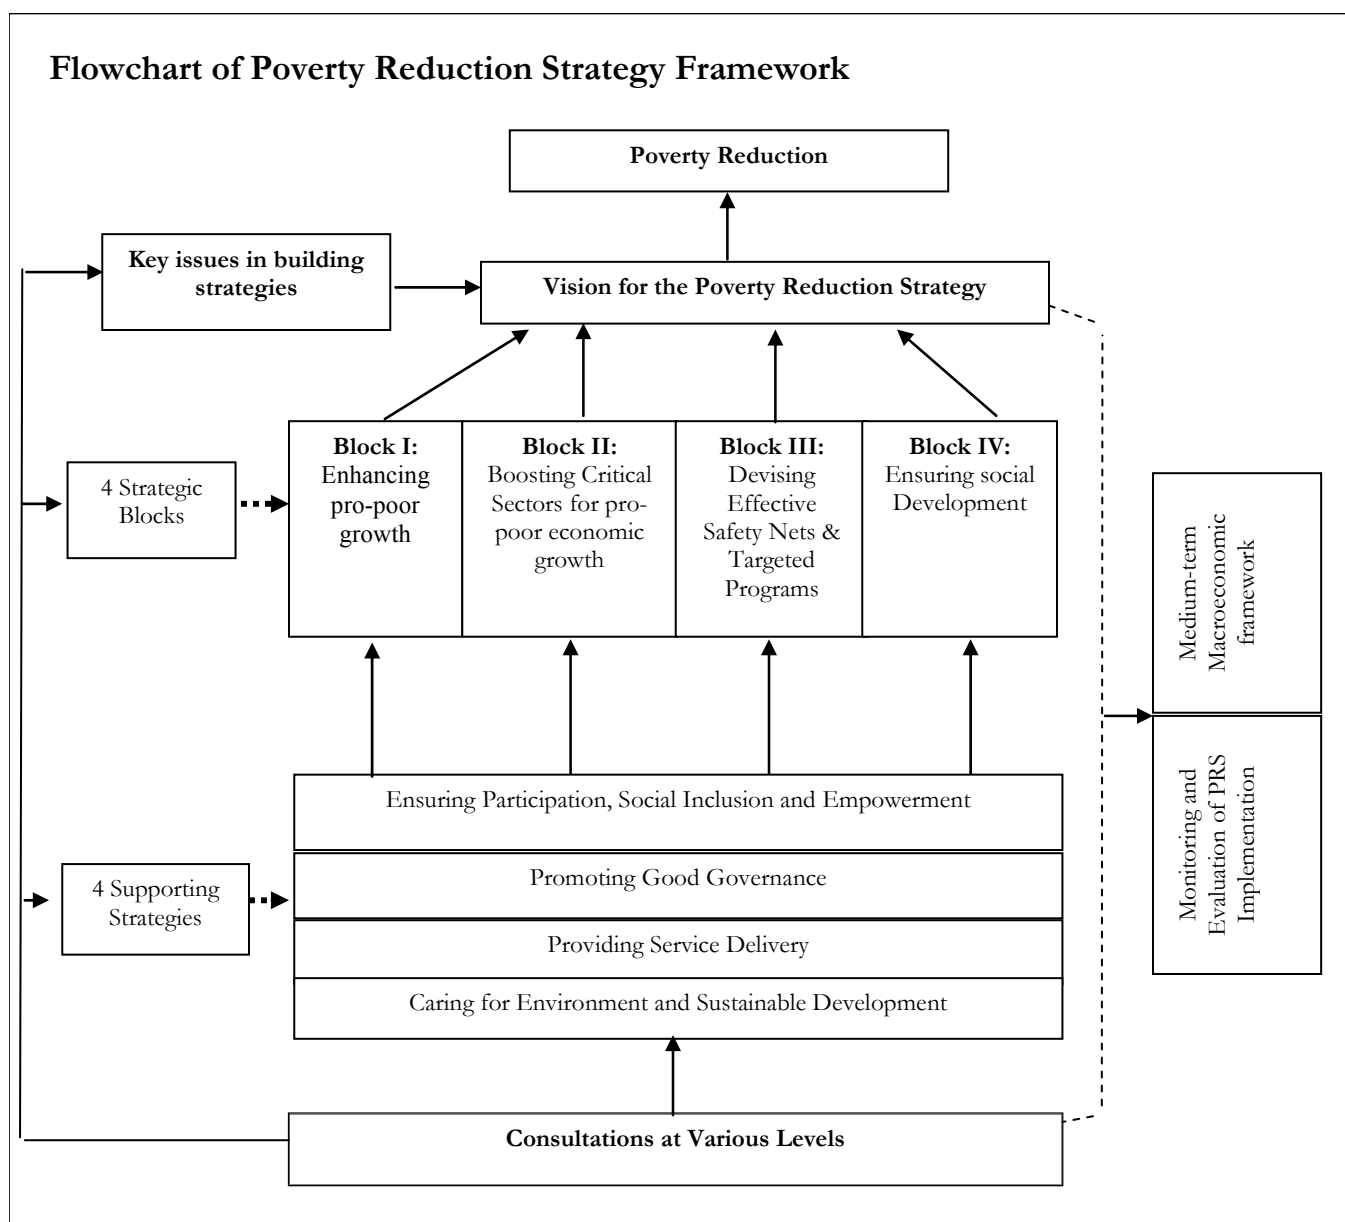 Flowchart of Poverty Reduction Strategy Framework
Poverty Reduction
Key issues in building
strategies
Vision for the Poverty Reduction Strategy
4 Strategic
Blocks
Block I:
Enhancing
pro-poor
growth
Block II:
Boosting Critical
Sectors for pro-
poor economic
growth
Block III:
Devising
Effective
Safety Nets &
Targeted
Programs
Block IV:
Ensuring social
Development
Medium-term
Macroeconomic
framework
Monitoring and
Evaluation of PRS
Implementation
4 Supporting
Strategies
Ensuring Participation, Social Inclusion and Empowerment
Promoting Good Governance
Providing Service Delivery
Caring for Environment and Sustainable Development
Consultations at Various Levels